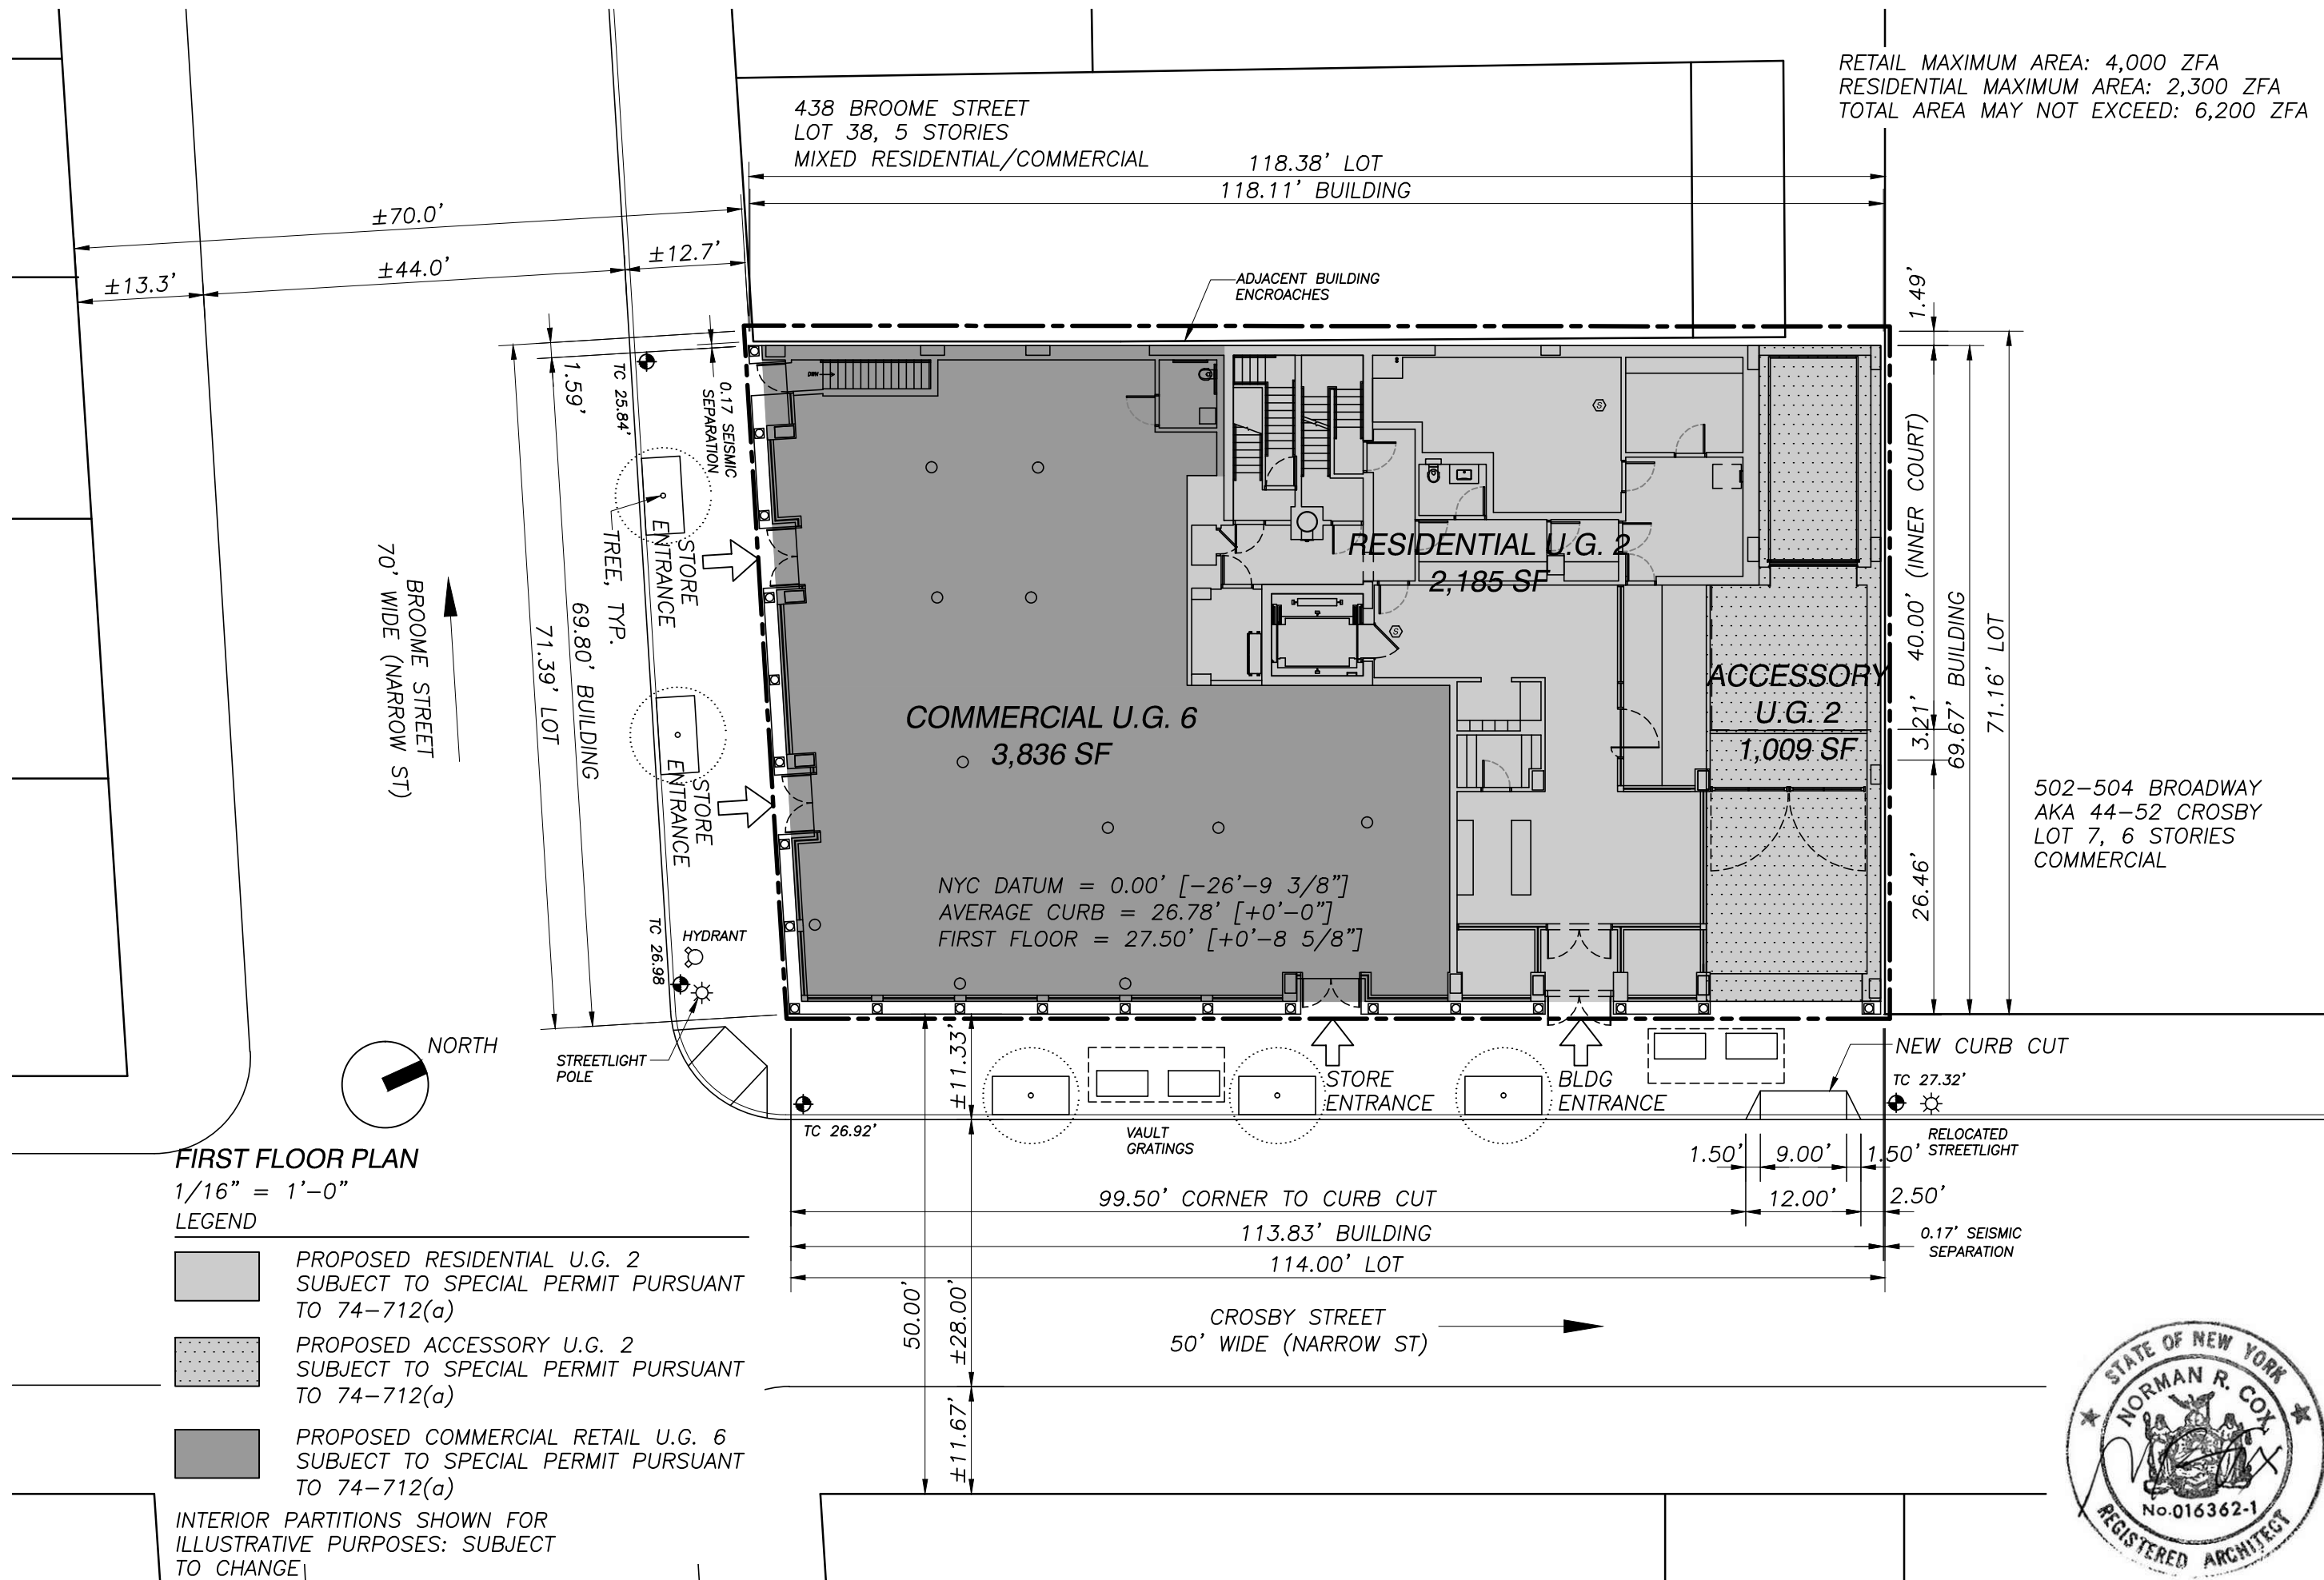 RETAIL MAXIMUM AREA: 4,000 ZFA
RESIDENTIAL MAXIMUM AREA: 2,300 ZFA
TOTAL AREA MAY NOT EXCEED: 6,200 ZFA
438 BROOME STREET
LOT 38, 5 STORIES
MIXED RESIDENTIAL/COMMERCIAL
118.38' LOT
118.11' BUILDING
±70.0'
±12.7'
±44.0'
±13.3'
ADJACENT BUILDING
ENCROACHES
1.49'
1.59'
TC 25.84'
0.17 SEISMIC
SEPARATION
TREE, TYP.
STORE
ENTRANCE
BROOME STREET
70' WIDE (NARROW ST)
71.39' LOT
69.80' BUILDING
STORE
ENTRANCE
TC 26.98
HYDRANT
STREETLIGHT
POLE
NORTH
RESIDENTIAL U.G. 2
2,185 SF
COMMERCIAL U.G. 6
3,836 SF
ACCESSORY
U.G. 2
1,009 SF
NYC DATUM = 0.00' [-26'-9 3/8"]
AVERAGE CURB = 26.78' [+0'-0"]
FIRST FLOOR = 27.50' [+0'-8 5/8"]
40.00' (INNER COURT)
3.21'
26.46'
69.67' BUILDING
71.16' LOT
502-504 BROADWAY
AKA 44-52 CROSBY
LOT 7, 6 STORIES
COMMERCIAL
±11.33'
TC 26.92'
VAULT
GRATINGS
STORE
ENTRANCE
BLDG
ENTRANCE
NEW CURB CUT
TC 27.32'
RELOCATED
STREETLIGHT
1.50'
9.00'
1.50'
99.50' CORNER TO CURB CUT
12.00'
2.50'
113.83' BUILDING
0.17' SEISMIC
SEPARATION
114.00' LOT
50.00'
±28.00'
±11.67'
CROSBY STREET
50' WIDE (NARROW ST)
FIRST FLOOR PLAN
1/16" = 1'-0"
LEGEND
PROPOSED RESIDENTIAL U.G. 2
SUBJECT TO SPECIAL PERMIT PURSUANT
TO 74-712(a)
PROPOSED ACCESSORY U.G. 2
SUBJECT TO SPECIAL PERMIT PURSUANT
TO 74-712(a)
PROPOSED COMMERCIAL RETAIL U.G. 6
SUBJECT TO SPECIAL PERMIT PURSUANT
TO 74-712(a)
INTERIOR PARTITIONS SHOWN FOR
ILLUSTRATIVE PURPOSES: SUBJECT
TO CHANGE
STATE OF NEW YORK
NORMAN R. COX
No.016362-1
REGISTERED ARCHITECT